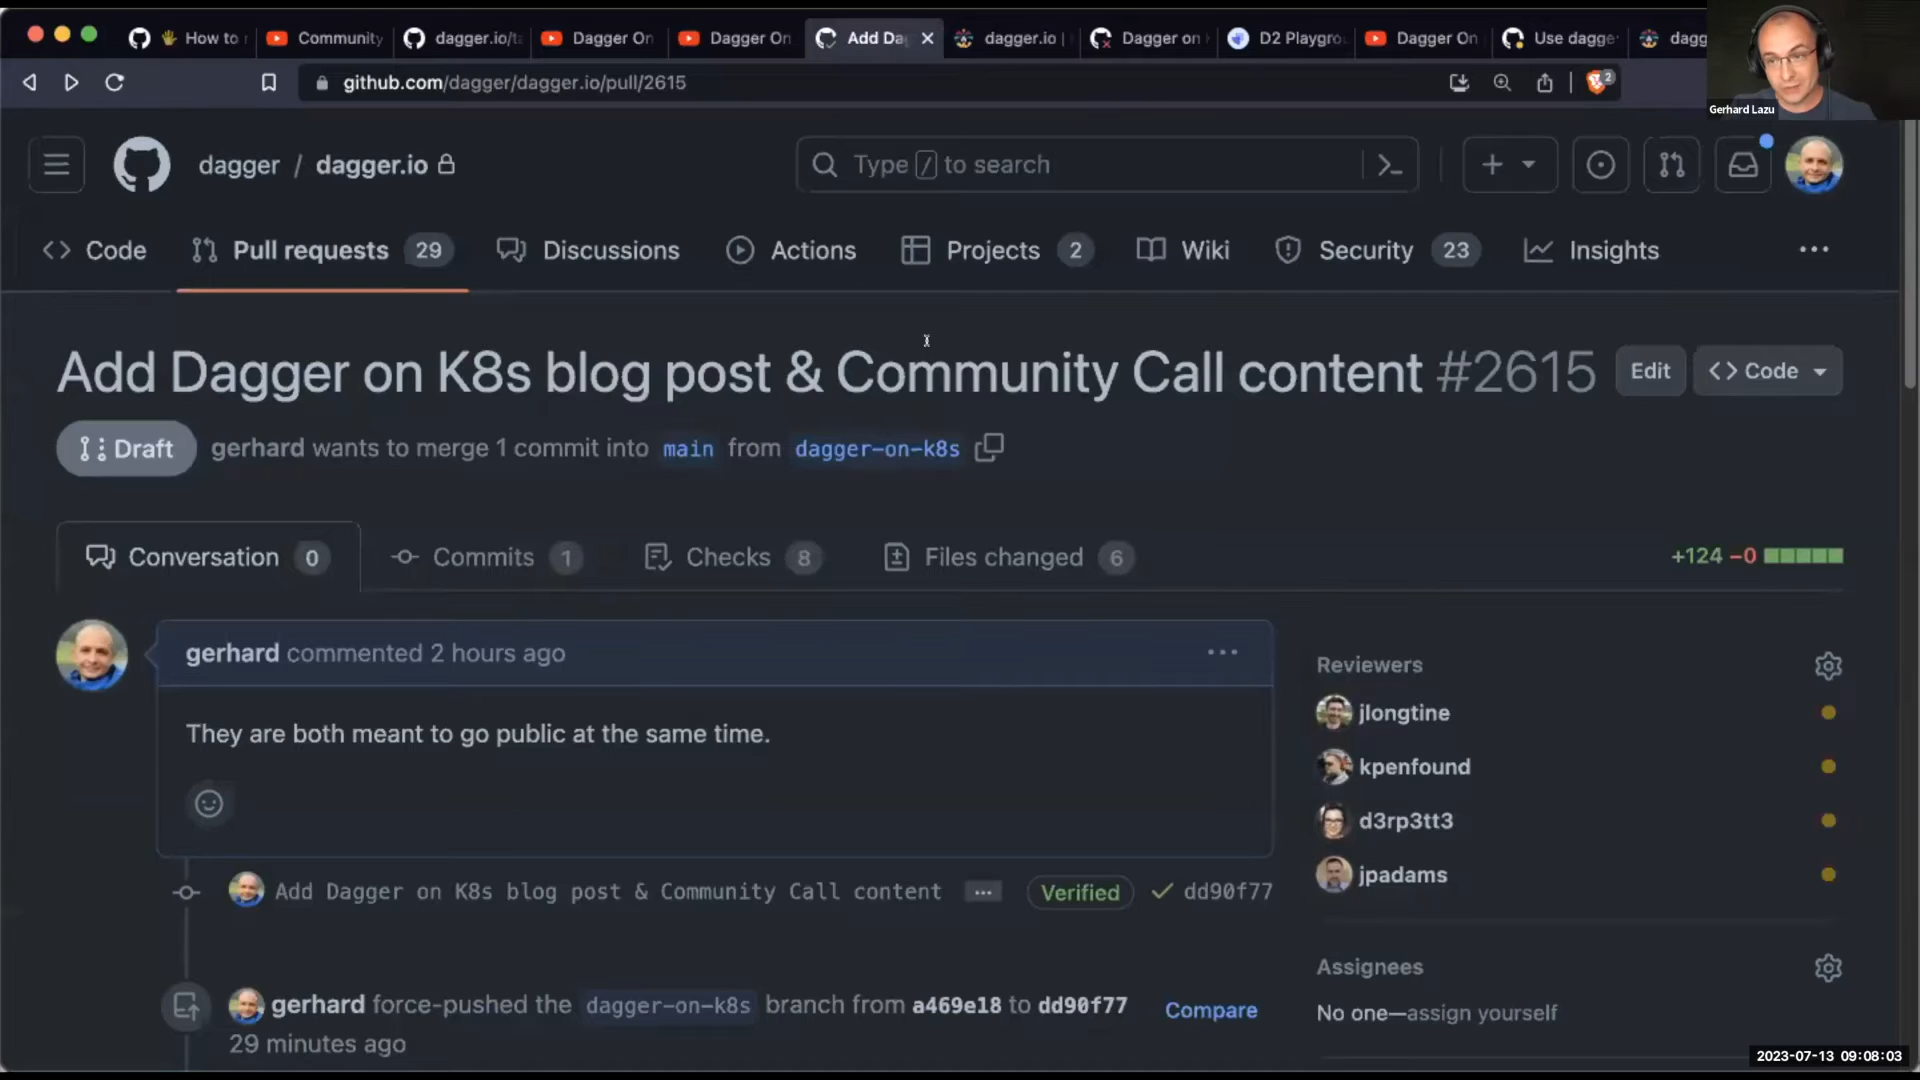 How to
Community
dagger.io/ta
Dagger On
Dagger On
Add Da
dagger.io |
Dagger on
D2 Playgro
Dagger On
Use dagge
dagg
github.com/dagger/dagger.io/pull/2615
2
Gerhard Lazu
dagger / dagger.io
Type / to search
Code
Pull requests 29
Discussions
Actions
Projects 2
Wiki
Security 23
Insights
Add Dagger on K8s blog post & Community Call content #2615
Edit
Code
Draft
gerhard wants to merge 1 commit into main from dagger-on-k8s
Conversation 0
Commits 1
Checks 8
Files changed 6
+124 −0
gerhard commented 2 hours ago
They are both meant to go public at the same time.
Reviewers
jlongtine
kpenfound
d3rp3tt3
jpadams
Add Dagger on K8s blog post & Community Call content ... Verified dd90f77
gerhard force-pushed the dagger-on-k8s branch from a469e18 to dd90f77 Compare
29 minutes ago
Assignees
No one—assign yourself
2023-07-13 09:08:03